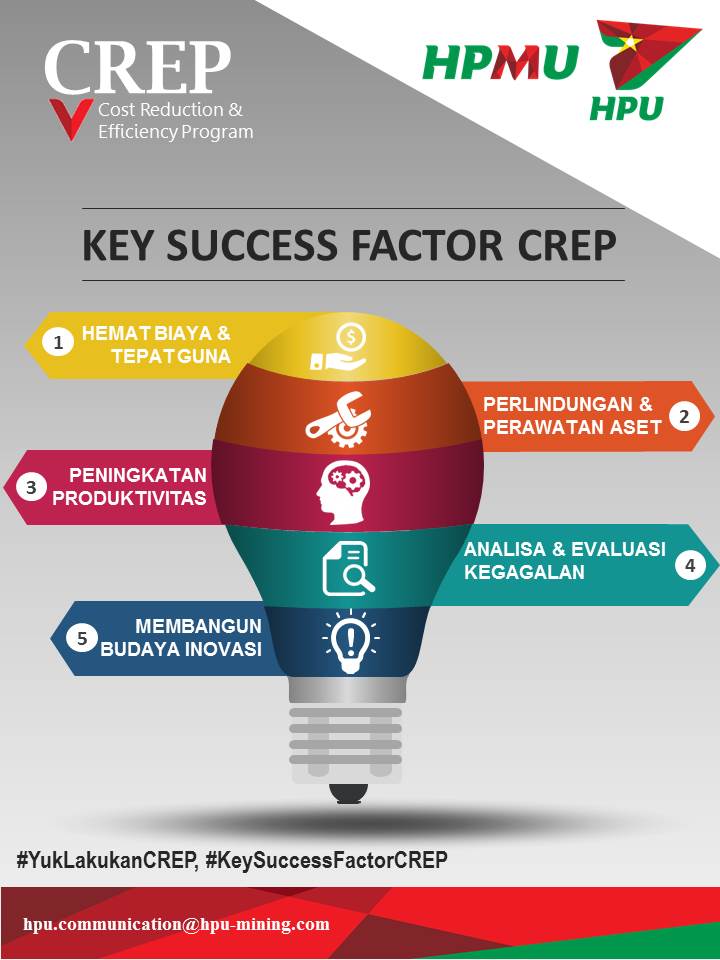 CREP
Cost Reduction &
Efficiency Program
HPMU
HPU
KEY SUCCESS FACTOR CREP
1
HEMAT BIAYA &
TEPAT GUNA
$
PERLINDUNGAN &
PERAWATAN ASET
2
3
PENINGKATAN
PRODUKTIVITAS
ANALISA & EVALUASI
KEGAGALAN
4
5
MEMBANGUN
BUDAYA INOVASI
#YukLakukanCREP, #KeySuccessFactorCREP
hpu.communication@hpu-mining.com